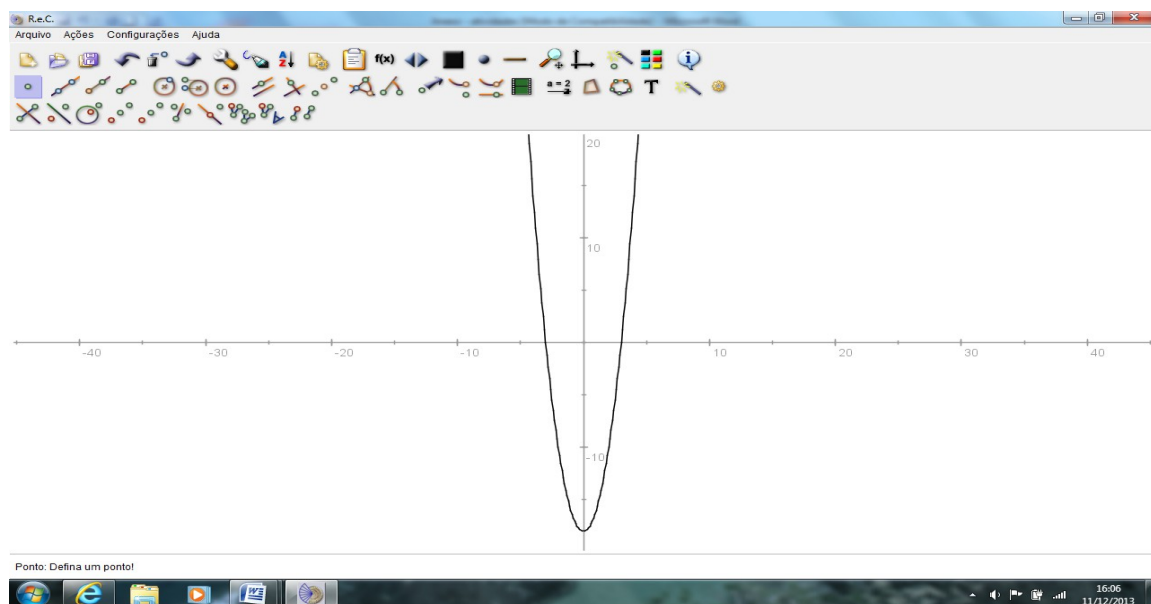 R.e.C.
Arquivo Ações Configurações Ajuda
f(x)
a = 2
T
20
10
-40 -30 -20 -10 10 20 30 40
-10
Ponto: Defina um ponto!
16:06
11/12/2013